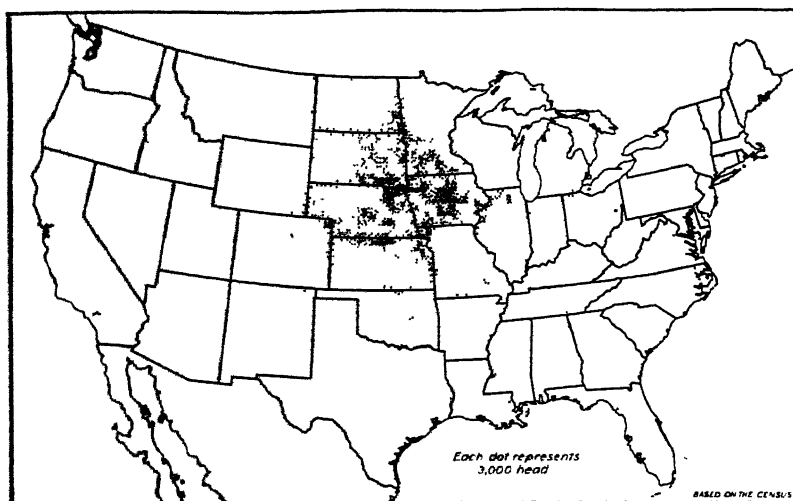 Each dot represents
3,000 head
BASED ON THE CENSUS